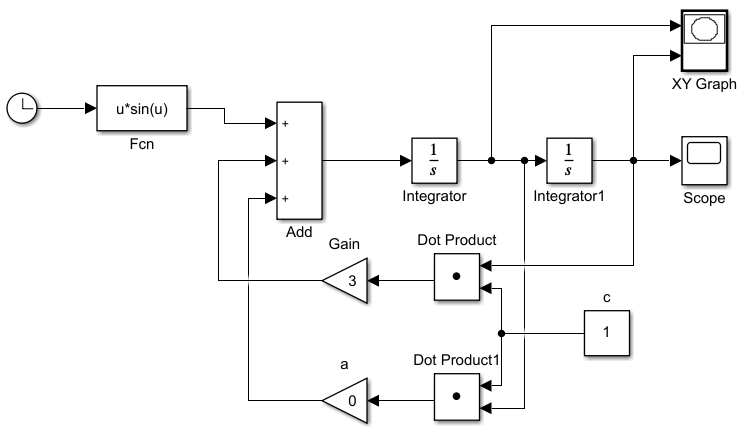 XY Graph
u*sin(u)
Fcn
+
+
+
Add
1
s
Integrator
1
s
Integrator1
Scope
Gain
3
Dot Product
c
1
a
0
Dot Product1